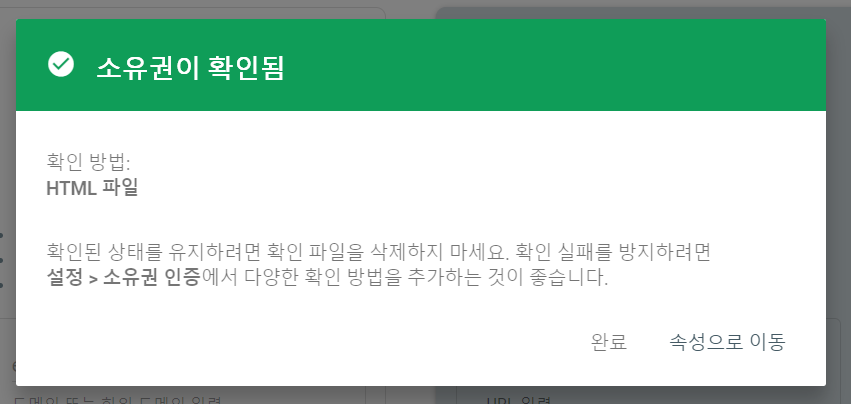 소유권이 확인됨
확인 방법:
HTML 파일
확인된 상태를 유지하려면 확인 파일을 삭제하지 마세요. 확인 실패를 방지하려면
설정 > 소유권 인증에서 다양한 확인 방법을 추가하는 것이 좋습니다.
완료
속성으로 이동
URL 입력